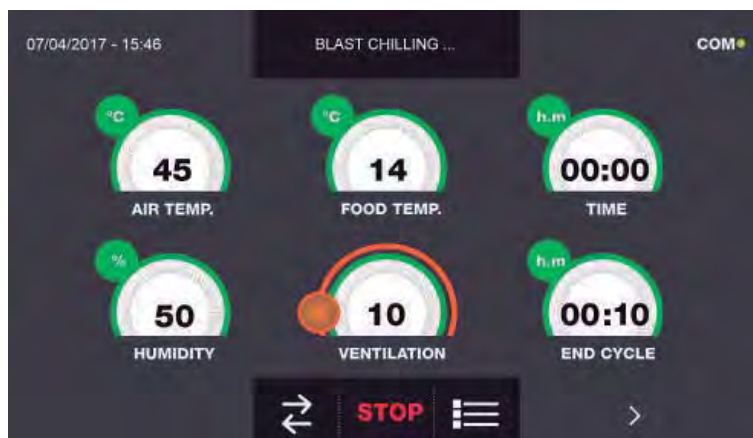 07/04/2017 - 15:46
BLAST CHILLING ...
COM
°C
45
AIR TEMP.
°C
14
FOOD TEMP.
h.m
00:00
TIME
%
50
HUMIDITY
10
VENTILATION
h.m
00:10
END CYCLE
STOP